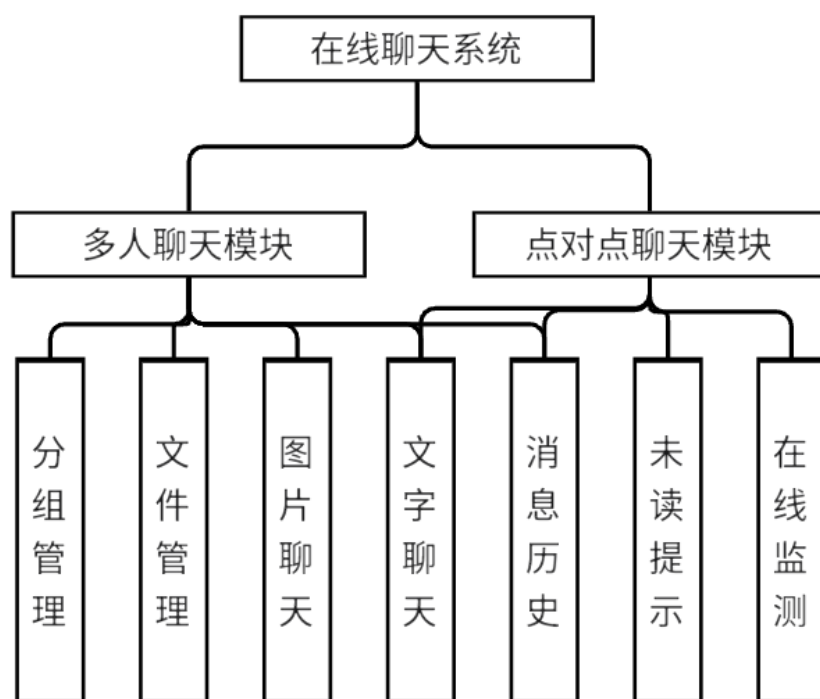 在线聊天系统
多人聊天模块
点对点聊天模块
分组管理
文件管理
图片聊天
文字聊天
消息历史
未读提示
在线监测